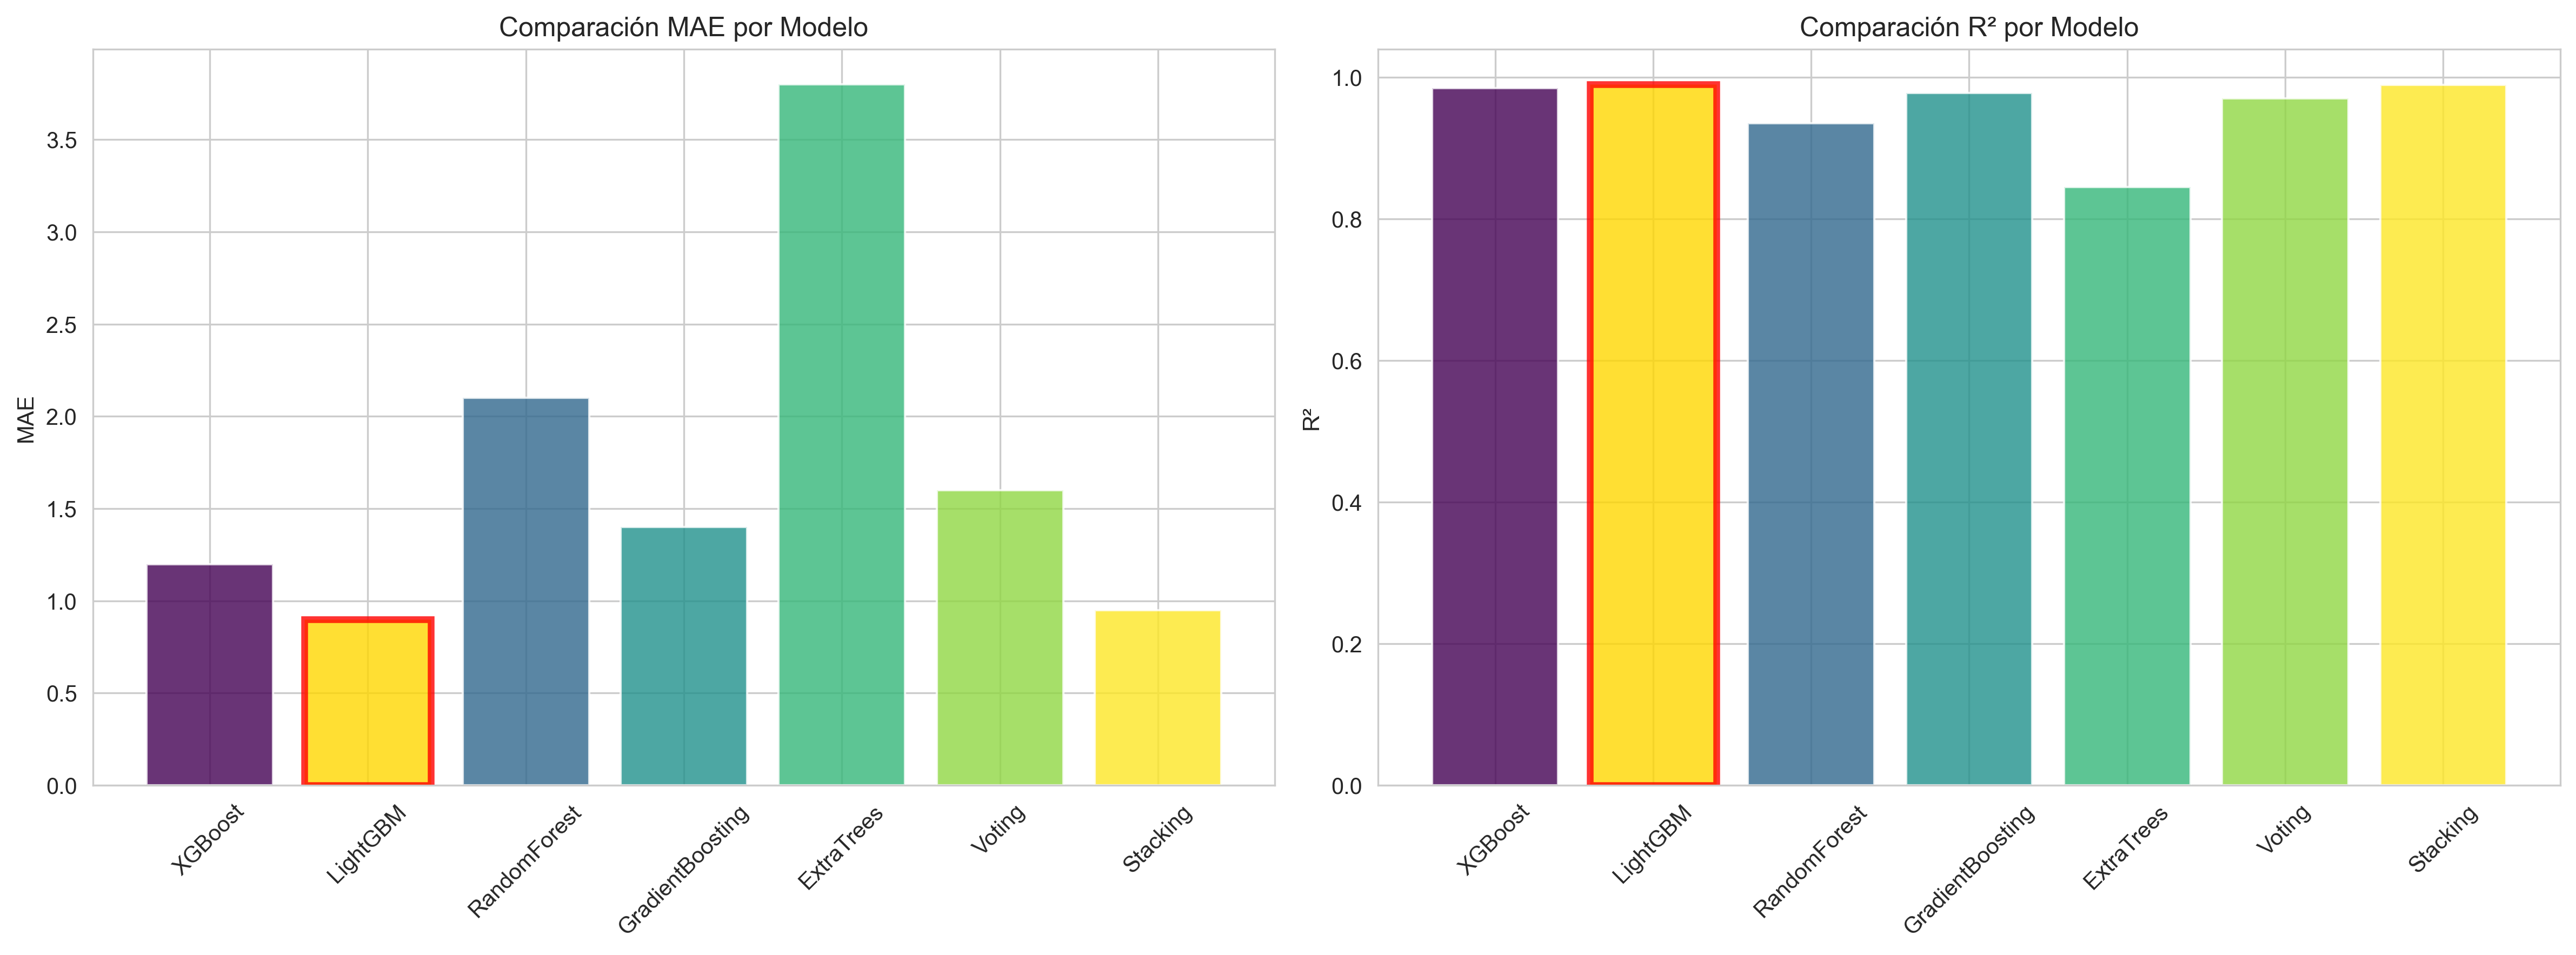 Comparación MAE por Modelo
MAE
3.5
3.0
2.5
2.0
1.5
1.0
0.5
0.0
XGBoost
LightGBM
RandomForest
GradientBoosting
ExtraTrees
Voting
Stacking
Comparación R² por Modelo
R²
1.0
0.8
0.6
0.4
0.2
0.0
XGBoost
LightGBM
RandomForest
GradientBoosting
ExtraTrees
Voting
Stacking